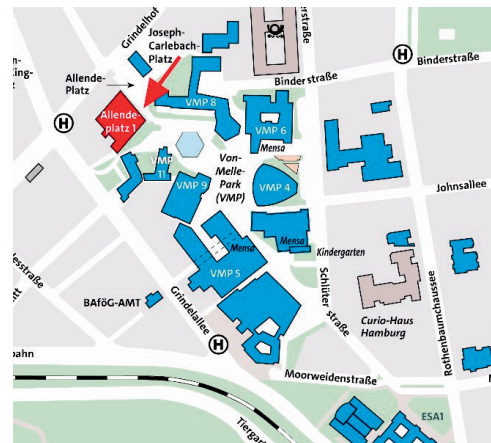 Grindelhof
Joseph-
Carlebach-
Platz
Binderstraße
Allende-
Platz
Binderstraße
H
H
Allende-
platz 1
VMP 8
VMP 6
Mensa
VMP
11
Von-
Melle-
Park
(VMP)
VMP 9
VMP 4
Johnsallee
Mensa
Mensa
Kindergarten
VMP 5
Schlüter
straße
Rothenbaumchaussee
BAföG-AMT
Grindelallee
Curio-Haus
Hamburg
H
Moorweidenstraße
ESA1